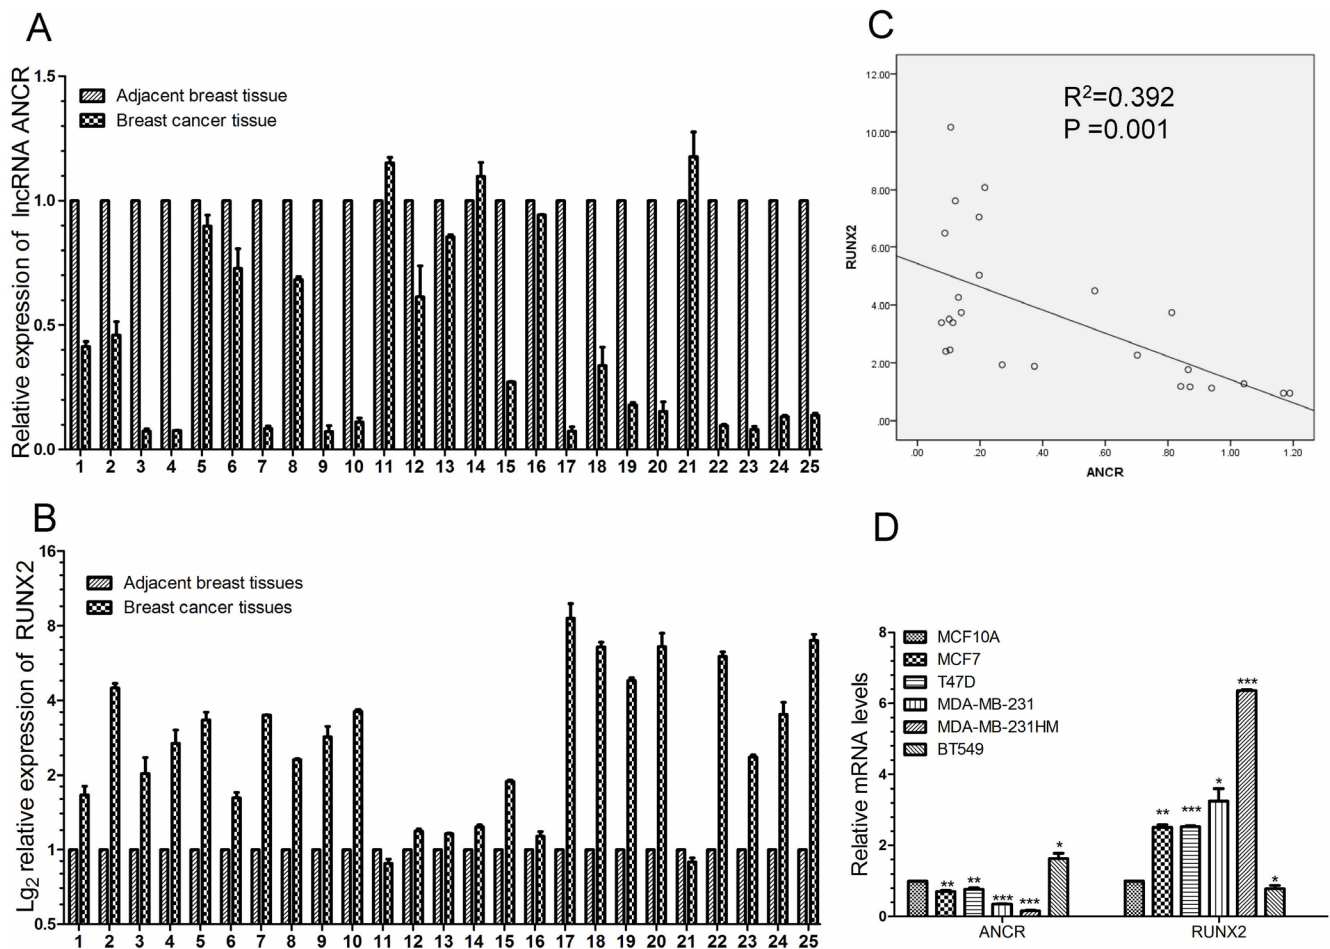 A
Relative expression of lncRNA ANCR
1.5
1.0
0.5
0.0
Adjacent breast tissue
Breast cancer tissue
1 2 3 4 5 6 7 8 9 10 11 12 13 14 15 16 17 18 19 20 21 22 23 24 25
B
Lg2 relative expression of RUNX2
16
8
4
2
1
0.5
Adjacent breast tissues
Breast cancer tissues
1 2 3 4 5 6 7 8 9 10 11 12 13 14 15 16 17 18 19 20 21 22 23 24 25
C
R²=0.392
P =0.001
RUNX2
12.00
10.00
8.00
6.00
4.00
2.00
.00
.00 .20 .40 .60 .80 1.00 1.20
ANCR
D
Relative mRNA levels
8
6
4
2
0
MCF10A
MCF7
T47D
MDA-MB-231
MDA-MB-231HM
BT549
** ** *** *** *
** *** * *** *
ANCR RUNX2